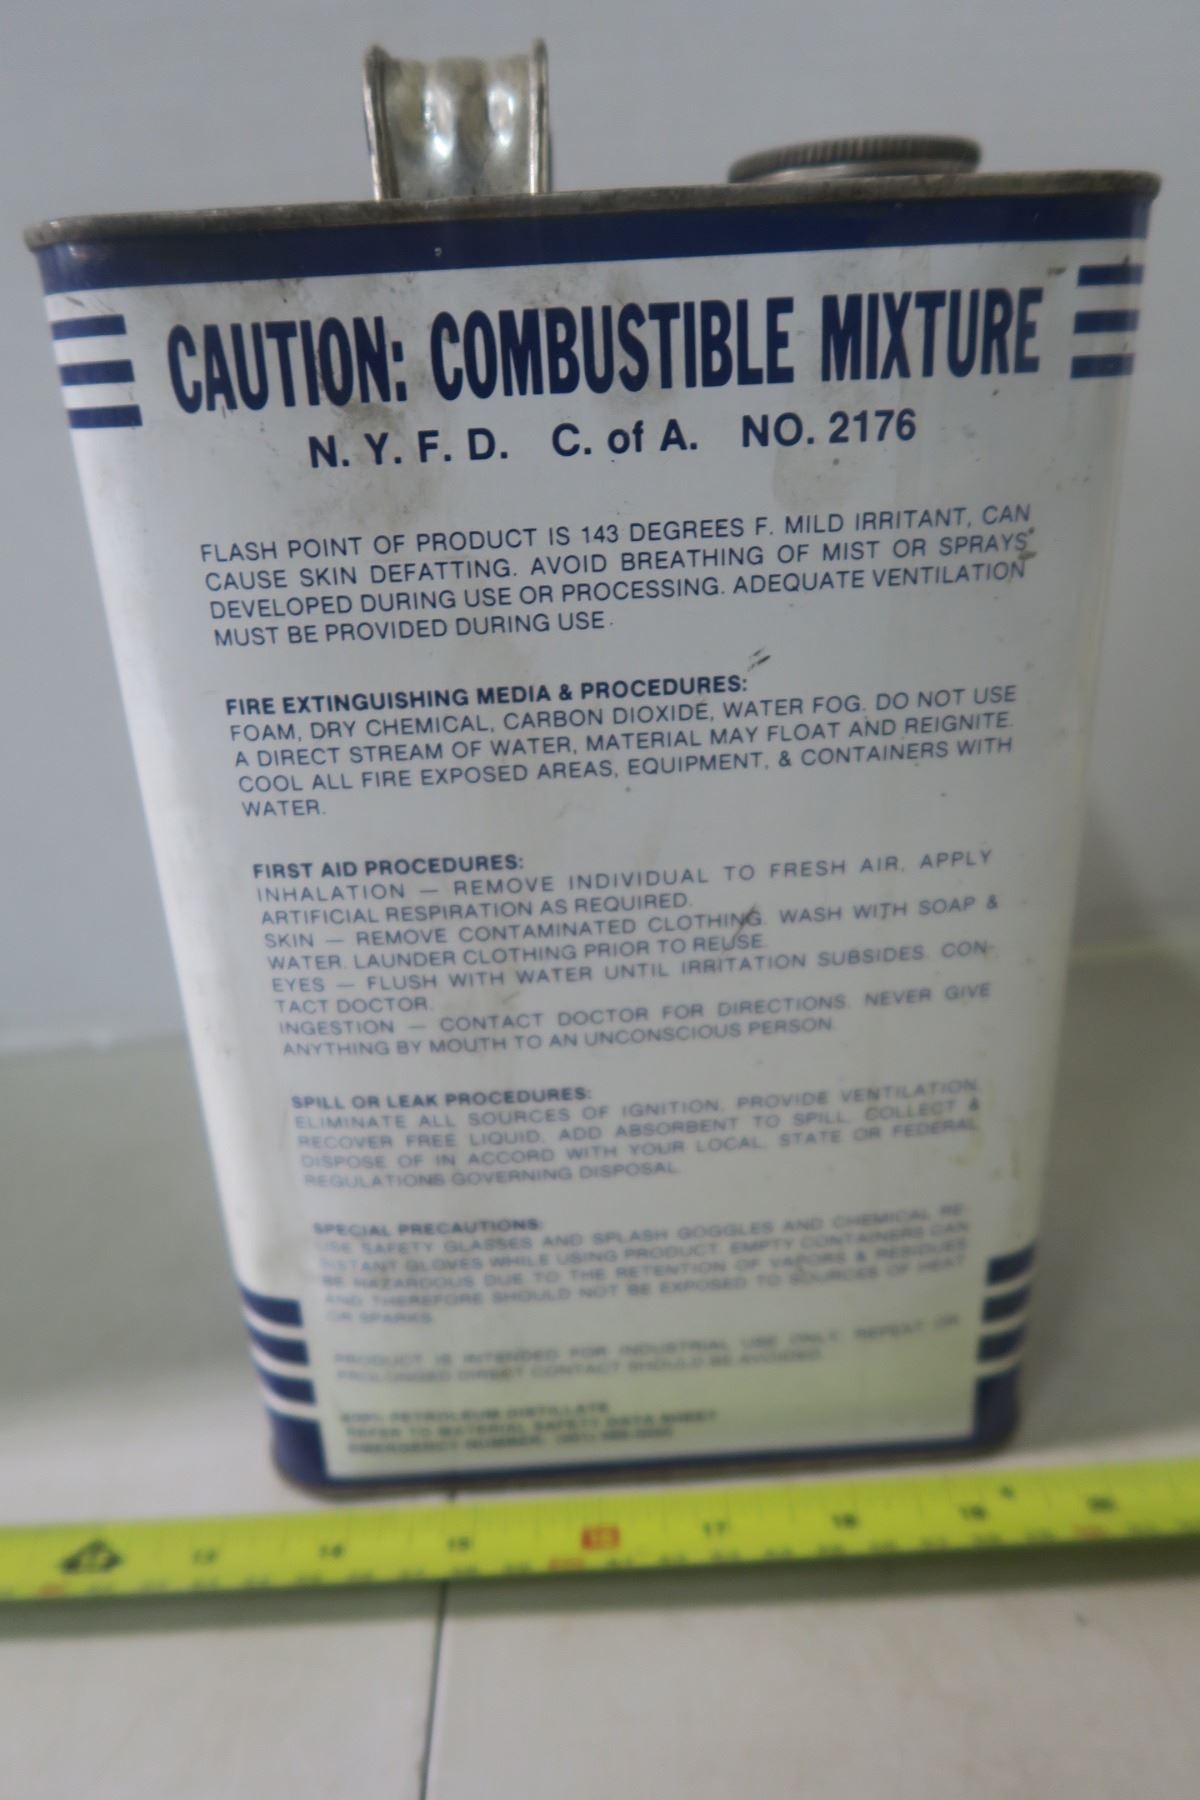 CAUTION: COMBUSTIBLE MIXTURE
N. Y. F. D. C. of A. NO. 2176
FLASH POINT OF PRODUCT IS 143 DEGREES F. MILD IRRITANT, CAN
CAUSE SKIN DEFATTING. AVOID BREATHING OF MIST OR SPRAYS
DEVELOPED DURING USE OR PROCESSING. ADEQUATE VENTILATION
MUST BE PROVIDED DURING USE.
FIRE EXTINGUISHING MEDIA & PROCEDURES:
FOAM, DRY CHEMICAL, CARBON DIOXIDE, WATER FOG. DO NOT USE
A DIRECT STREAM OF WATER, MATERIAL MAY FLOAT AND REIGNITE.
COOL ALL FIRE EXPOSED AREAS, EQUIPMENT, & CONTAINERS WITH
WATER.
FIRST AID PROCEDURES:
INHALATION — REMOVE INDIVIDUAL TO FRESH AIR, APPLY
ARTIFICIAL RESPIRATION AS REQUIRED.
SKIN — REMOVE CONTAMINATED CLOTHING. WASH WITH SOAP &
WATER. LAUNDER CLOTHING PRIOR TO REUSE.
EYES — FLUSH WITH WATER UNTIL IRRITATION SUBSIDES. CON-
TACT DOCTOR.
INGESTION — CONTACT DOCTOR FOR DIRECTIONS. NEVER GIVE
ANYTHING BY MOUTH TO AN UNCONSCIOUS PERSON.
SPILL OR LEAK PROCEDURES:
ELIMINATE ALL SOURCES OF IGNITION, PROVIDE VENTILATION,
RECOVER FREE LIQUID. ADD ABSORBENT TO SPILL. COLLECT &
DISPOSE OF IN ACCORD WITH YOUR LOCAL, STATE OR FEDERAL
REGULATIONS GOVERNING DISPOSAL.
SPECIAL PRECAUTIONS:
USE SAFETY GLASSES AND SPLASH GOGGLES AND CHEMICAL RE-
SISTANT GLOVES WHILE USING PRODUCT. EMPTY CONTAINERS CAN
BE HAZARDOUS DUE TO THE RETENTION OF VAPORS & RESIDUES
AND THEREFORE SHOULD NOT BE EXPOSED TO SOURCES OF HEAT
OR SPARKS.
PRODUCT IS INTENDED FOR INDUSTRIAL USE ONLY. REPEAT OR
PROLONGED DIRECT CONTACT SHOULD BE AVOIDED.
PETROLEUM DISTILLATE
REFER TO MATERIAL SAFETY DATA SHEET
EMERGENCY NUMBER:
13 14 15 16 17 18 19 20